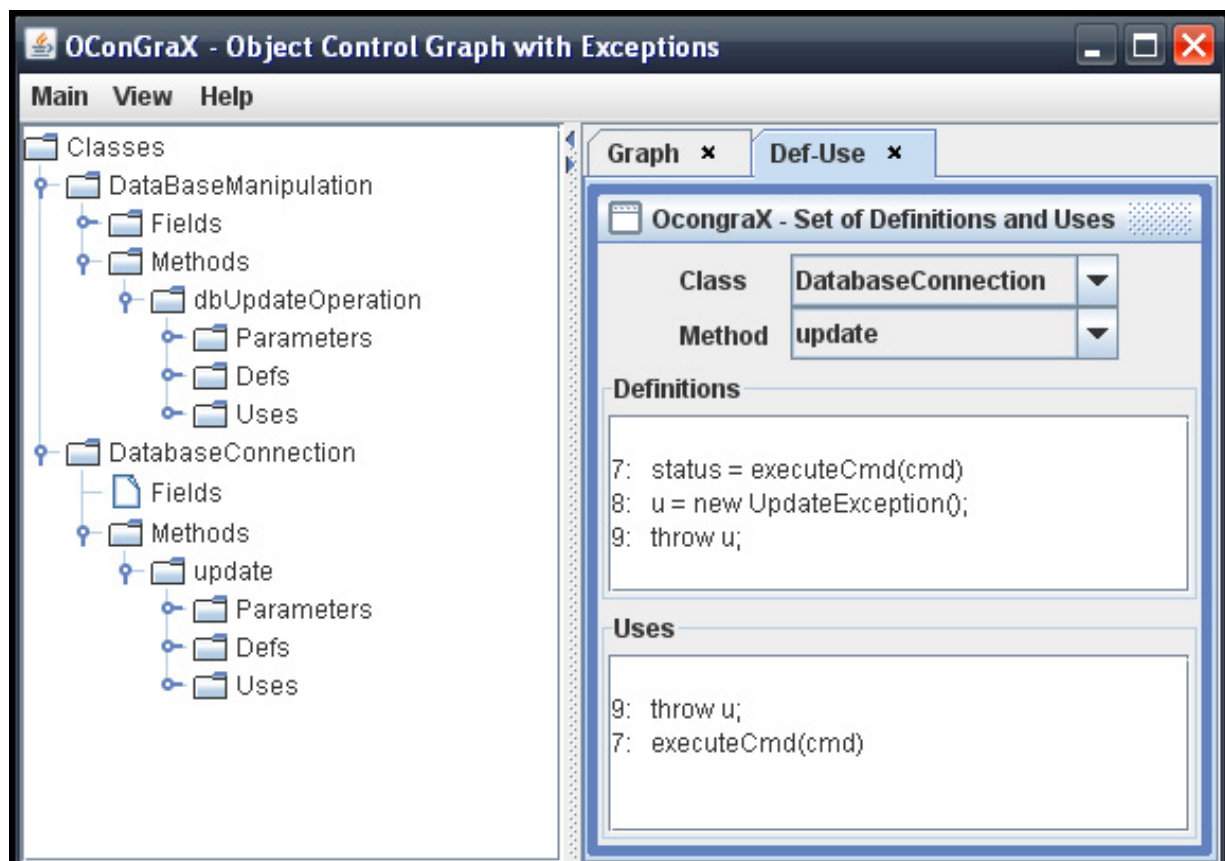 OConGraX - Object Control Graph with Exceptions
Main View Help
Classes
DataBaseManipulation
Fields
Methods
dbUpdateOperation
Parameters
Defs
Uses
DatabaseConnection
Fields
Methods
update
Parameters
Defs
Uses
Graph × Def-Use ×
OcongraX - Set of Definitions and Uses
Class DatabaseConnection
Method update
Definitions
7: status = executeCmd(cmd)
8: u = new UpdateException();
9: throw u;
Uses
9: throw u;
7: executeCmd(cmd)